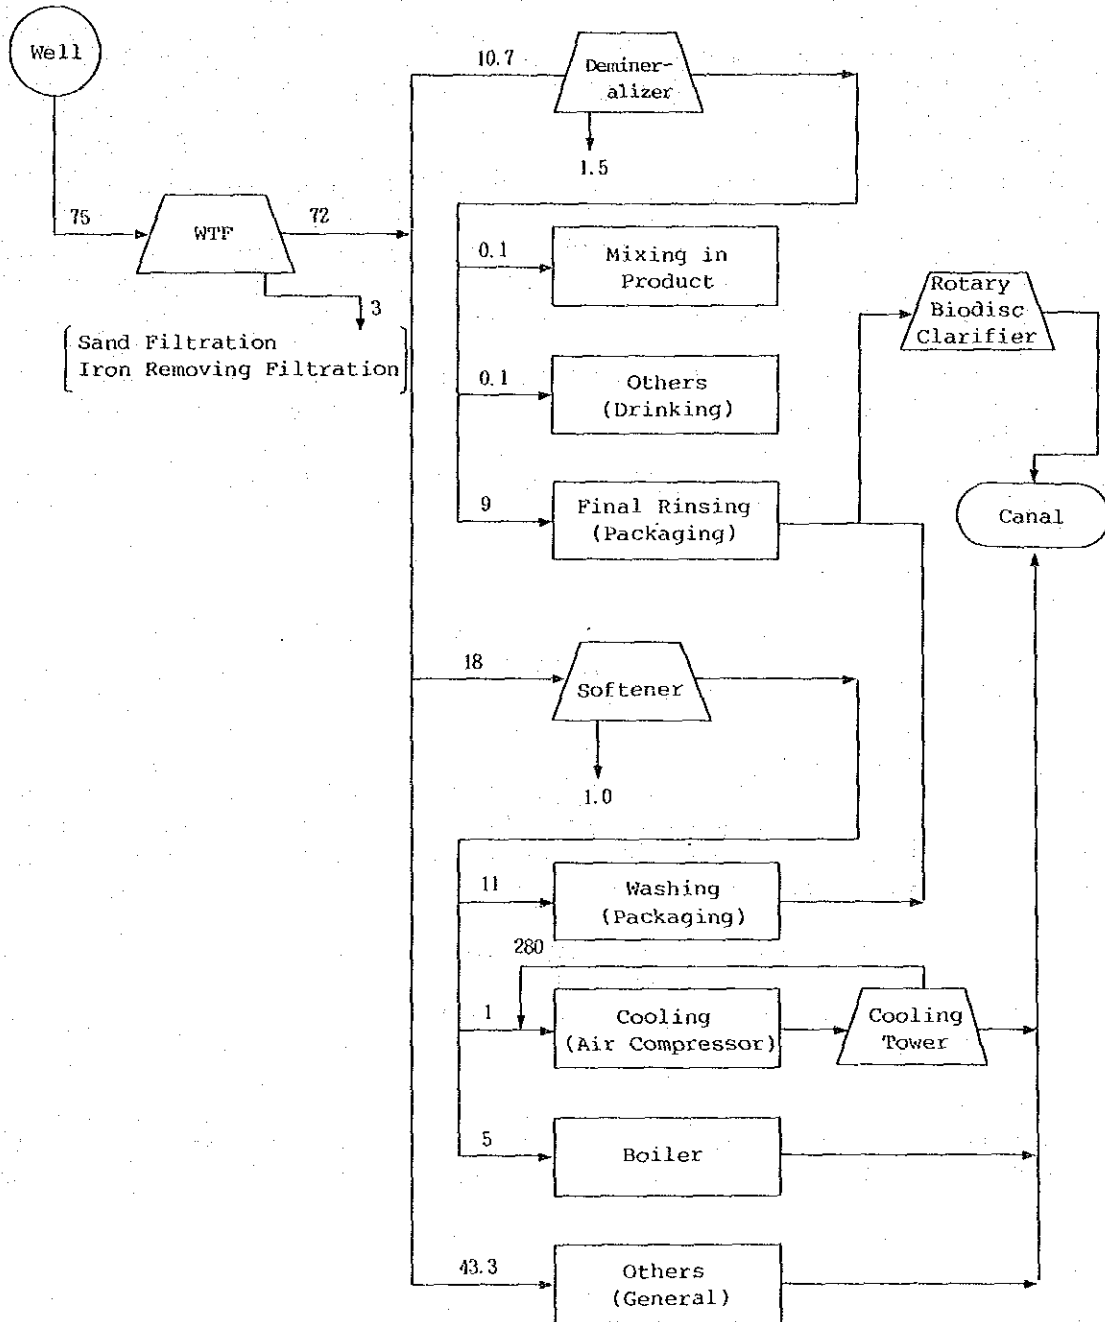 Well
10.7
Deminer-
alizer
1.5
75
WTF
72
3
Sand Filtration
Iron Removing Filtration
0.1
Mixing in
Product
0.1
Others
(Drinking)
9
Final Rinsing
(Packaging)
Rotary
Biodisc
Clarifier
Canal
18
Softener
1.0
11
Washing
(Packaging)
280
1
Cooling
(Air Compressor)
Cooling
Tower
5
Boiler
43.3
Others
(General)